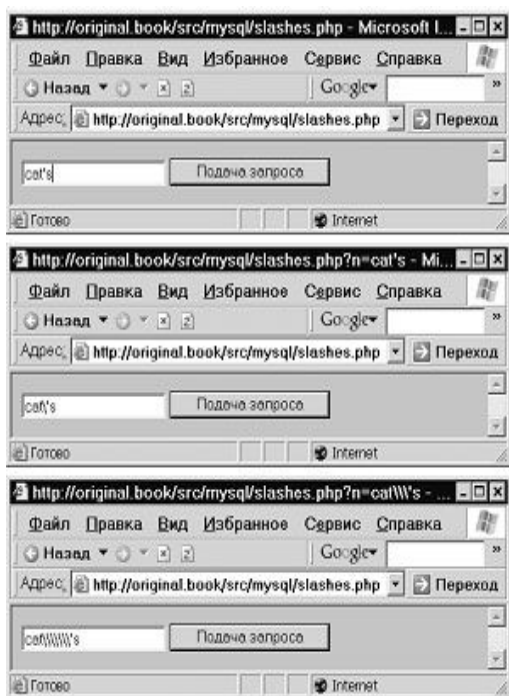 http://original.book/src/mysql/slashes.php - Microsoft I...
Файл Правка Вид Избранное Сервис Справка
Назад Google »
Адрес: http://original.book/src/mysql/slashes.php Переход
cat's Подача запроса
Готово Internet
http://original.book/src/mysql/slashes.php?n=cat's - Mi...
Файл Правка Вид Избранное Сервис Справка
Назад Google »
Адрес: http://original.book/src/mysql/slashes.php Переход
cat\'s Подача запроса
Готово Internet
http://original.book/src/mysql/slashes.php?n=cat\\\'s - ...
Файл Правка Вид Избранное Сервис Справка
Назад Google »
Адрес: http://original.book/src/mysql/slashes.php Переход
cat\\\\\\\'s Подача запроса
Готово Internet